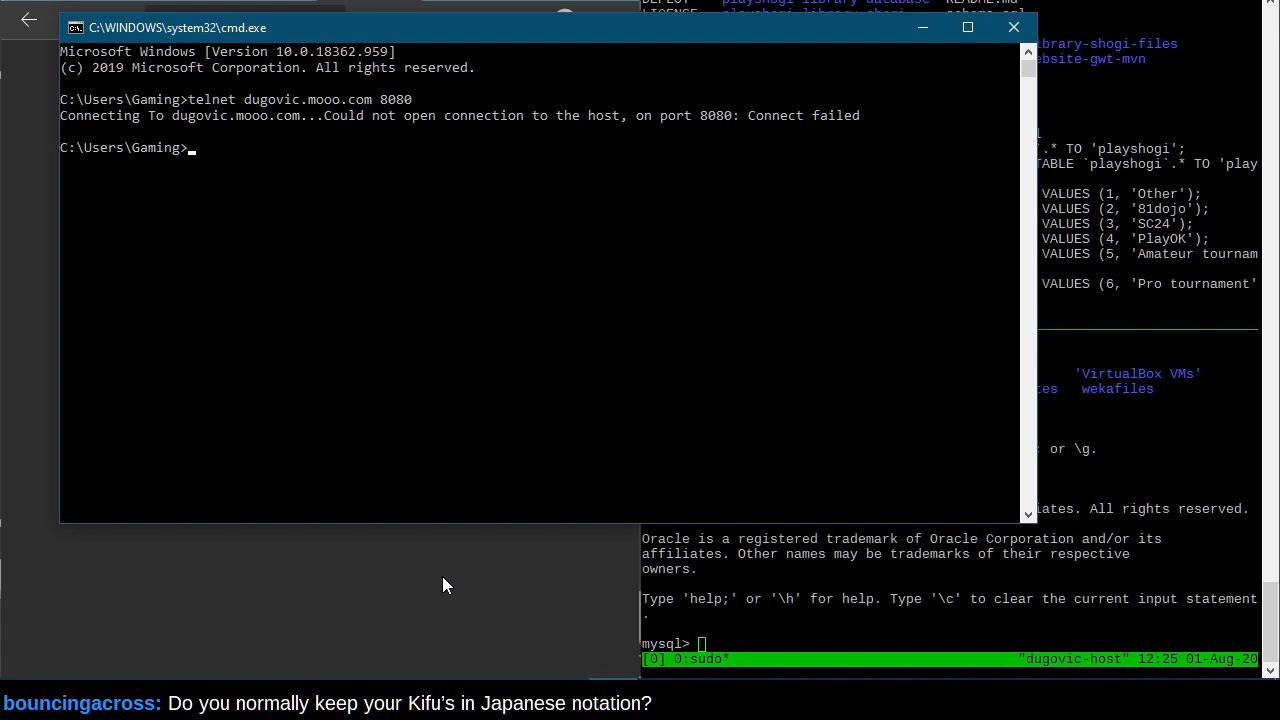 DEPLOY playshogi-library-database README.md
C:\WINDOWS\system32\cmd.exe
Microsoft Windows [Version 10.0.18362.959]
(c) 2019 Microsoft Corporation. All rights reserved.
C:\Users\Gaming>telnet dugovic.mooo.com 8080
Connecting To dugovic.mooo.com...Could not open connection to the host, on port 8080: Connect failed
C:\Users\Gaming>
brary-shogi-files
ebsite-gwt-mvn
.* TO 'playshogi';
TABLE `playshogi`.* TO 'play
VALUES (1, 'Other');
VALUES (2, '81dojo');
VALUES (3, 'SC24');
VALUES (4, 'PlayOK');
VALUES (5, 'Amateur tournam
VALUES (6, 'Pro tournament'
'VirtualBox VMs'
tes wekafiles
; or \g.
iates. All rights reserved.
Oracle is a registered trademark of Oracle Corporation and/or its
affiliates. Other names may be trademarks of their respective
owners.
Type 'help;' or '\h' for help. Type '\c' to clear the current input statement
.
mysql>
[0] 0:sudo* "dugovic-host" 12:25 01-Aug-20
bouncingacross: Do you normally keep your Kifu's in Japanese notation?